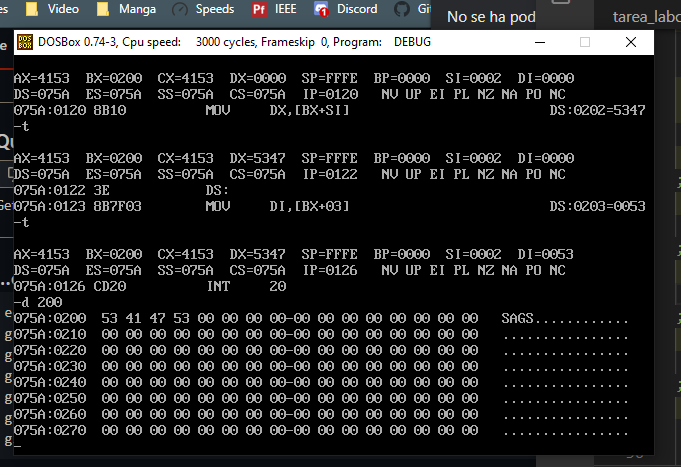 es Video Manga Speeds IEEE Discord Git
No se ha pod
tarea_labo
DOSBox 0.74-3, Cpu speed: 3000 cycles, Frameskip 0, Program: DEBUG
AX=4153 BX=0200 CX=4153 DX=0000 SP=FFFE BP=0000 SI=0002 DI=0000
DS=075A ES=075A SS=075A CS=075A IP=0120 NV UP EI PL NZ NA PO NC
075A:0120 8B10 MOV DX,[BX+SI] DS:0202=5347
-t
AX=4153 BX=0200 CX=4153 DX=5347 SP=FFFE BP=0000 SI=0002 DI=0000
DS=075A ES=075A SS=075A CS=075A IP=0122 NV UP EI PL NZ NA PO NC
075A:0122 3E DS:
075A:0123 8B7F03 MOV DI,[BX+03] DS:0203=0053
-t
AX=4153 BX=0200 CX=4153 DX=5347 SP=FFFE BP=0000 SI=0002 DI=0053
DS=075A ES=075A SS=075A CS=075A IP=0126 NV UP EI PL NZ NA PO NC
075A:0126 CD20 INT 20
-d 200
075A:0200 53 41 47 53 00 00 00 00-00 00 00 00 00 00 00 00 SAGS............
075A:0210 00 00 00 00 00 00 00 00-00 00 00 00 00 00 00 00 ................
075A:0220 00 00 00 00 00 00 00 00-00 00 00 00 00 00 00 00 ................
075A:0230 00 00 00 00 00 00 00 00-00 00 00 00 00 00 00 00 ................
075A:0240 00 00 00 00 00 00 00 00-00 00 00 00 00 00 00 00 ................
075A:0250 00 00 00 00 00 00 00 00-00 00 00 00 00 00 00 00 ................
075A:0260 00 00 00 00 00 00 00 00-00 00 00 00 00 00 00 00 ................
075A:0270 00 00 00 00 00 00 00 00-00 00 00 00 00 00 00 00 ................
-